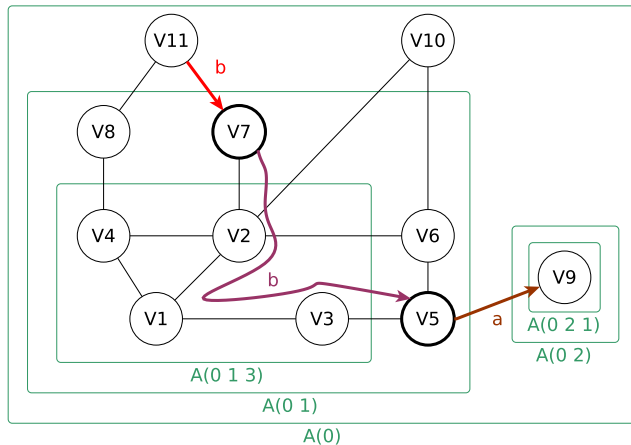 V11
V10
b
V8
V7
V4
V2
V6
V9
b
V1
V3
V5
a
A(0 2 1)
A(0 2)
A(0 1 3)
A(0 1)
A(0)